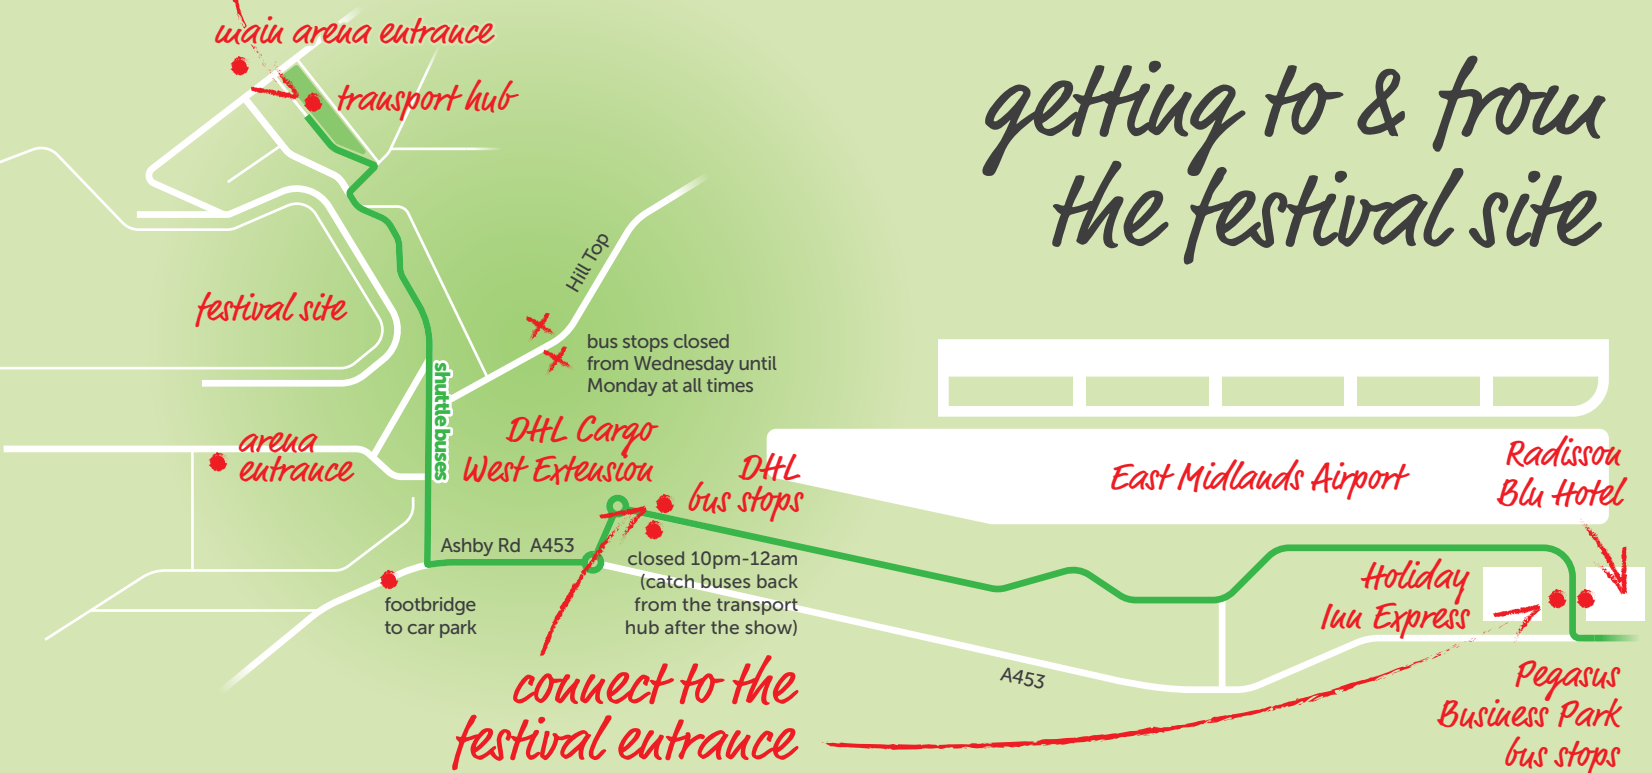 main arena entrance
transport hub
getting to & from
the festival site
Hill Top
festival site
bus stops closed
from Wednesday until
Monday at all times
shuttle buses
arena
entrance
DHL Cargo
West Extension
DHL
bus stops
East Midlands Airport
Radisson
Blu Hotel
Ashby Rd A453
closed 10pm-12am
(catch buses back
from the transport
hub after the show)
footbridge
to car park
Holiday
Inn Express
A453
connect to the
festival entrance
Pegasus
Business Park
bus stops